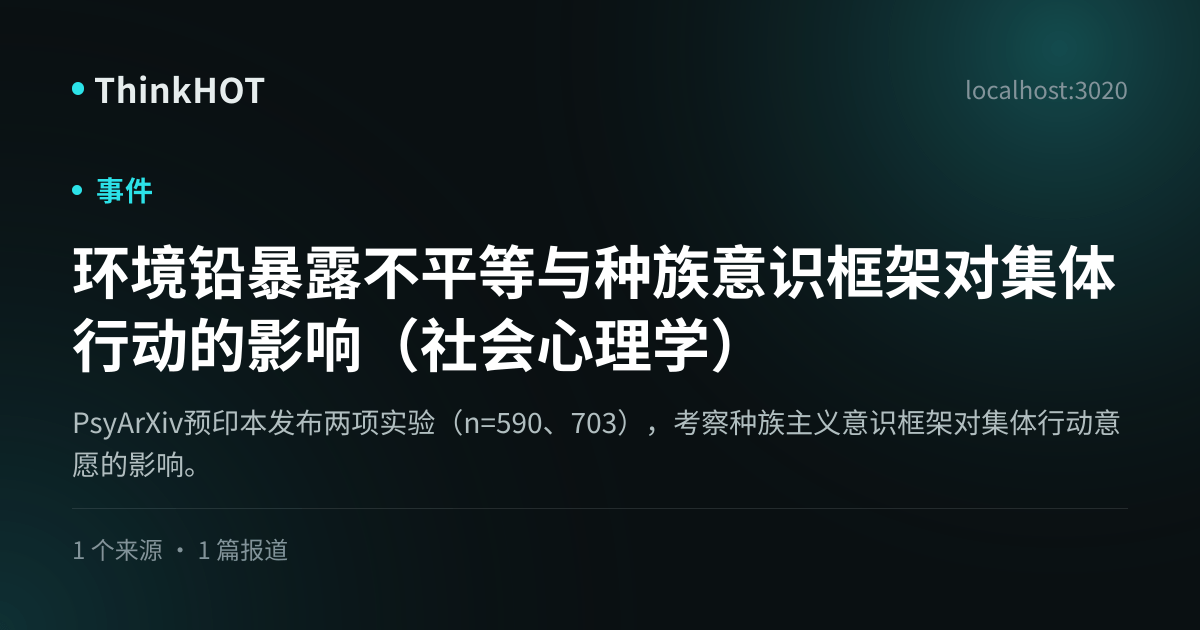 ThinkHOT
localhost:3020
事件
环境铅暴露不平等与种族意识框架对集体
行动的影响（社会心理学）
PsyArXiv预印本发布两项实验（n=590、703），考察种族主义意识框架对集体行动意
愿的影响。
1 个来源 · 1 篇报道